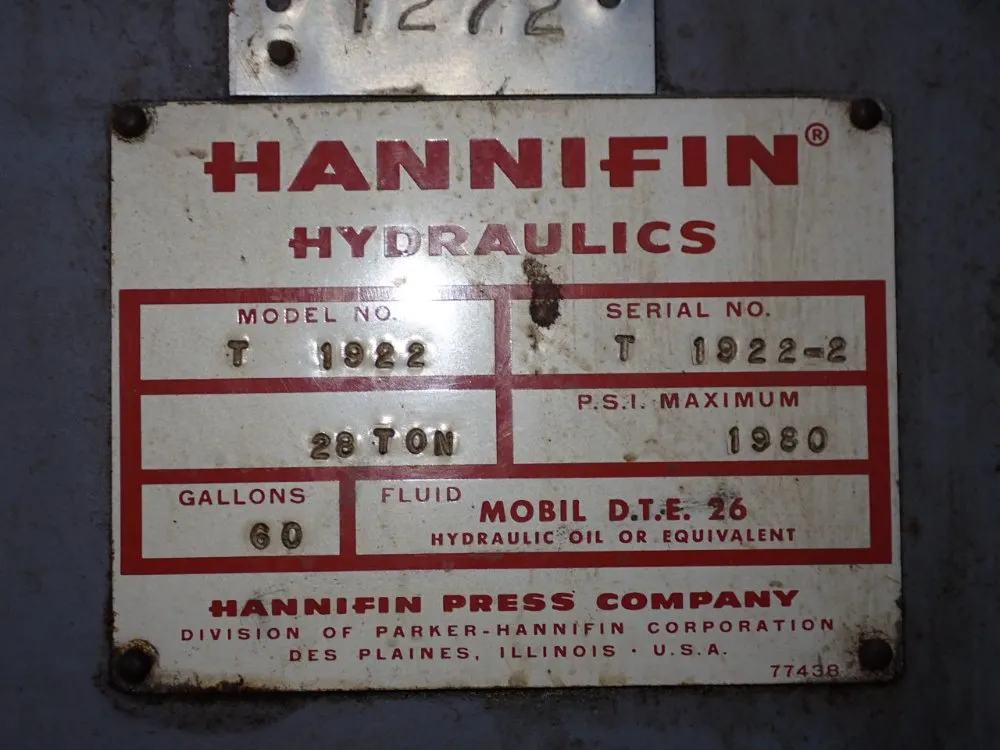 1272
HANNIFIN®
HYDRAULICS
MODEL NO.
T 1922
SERIAL NO.
T 1922-2
28 TON
P.S.I. MAXIMUM
1980
GALLONS
60
FLUID
MOBIL D.T.E. 26
HYDRAULIC OIL OR EQUIVALENT
HANNIFIN PRESS COMPANY
DIVISION OF PARKER-HANNIFIN CORPORATION
DES PLAINES, ILLINOIS · U.S.A.
77438